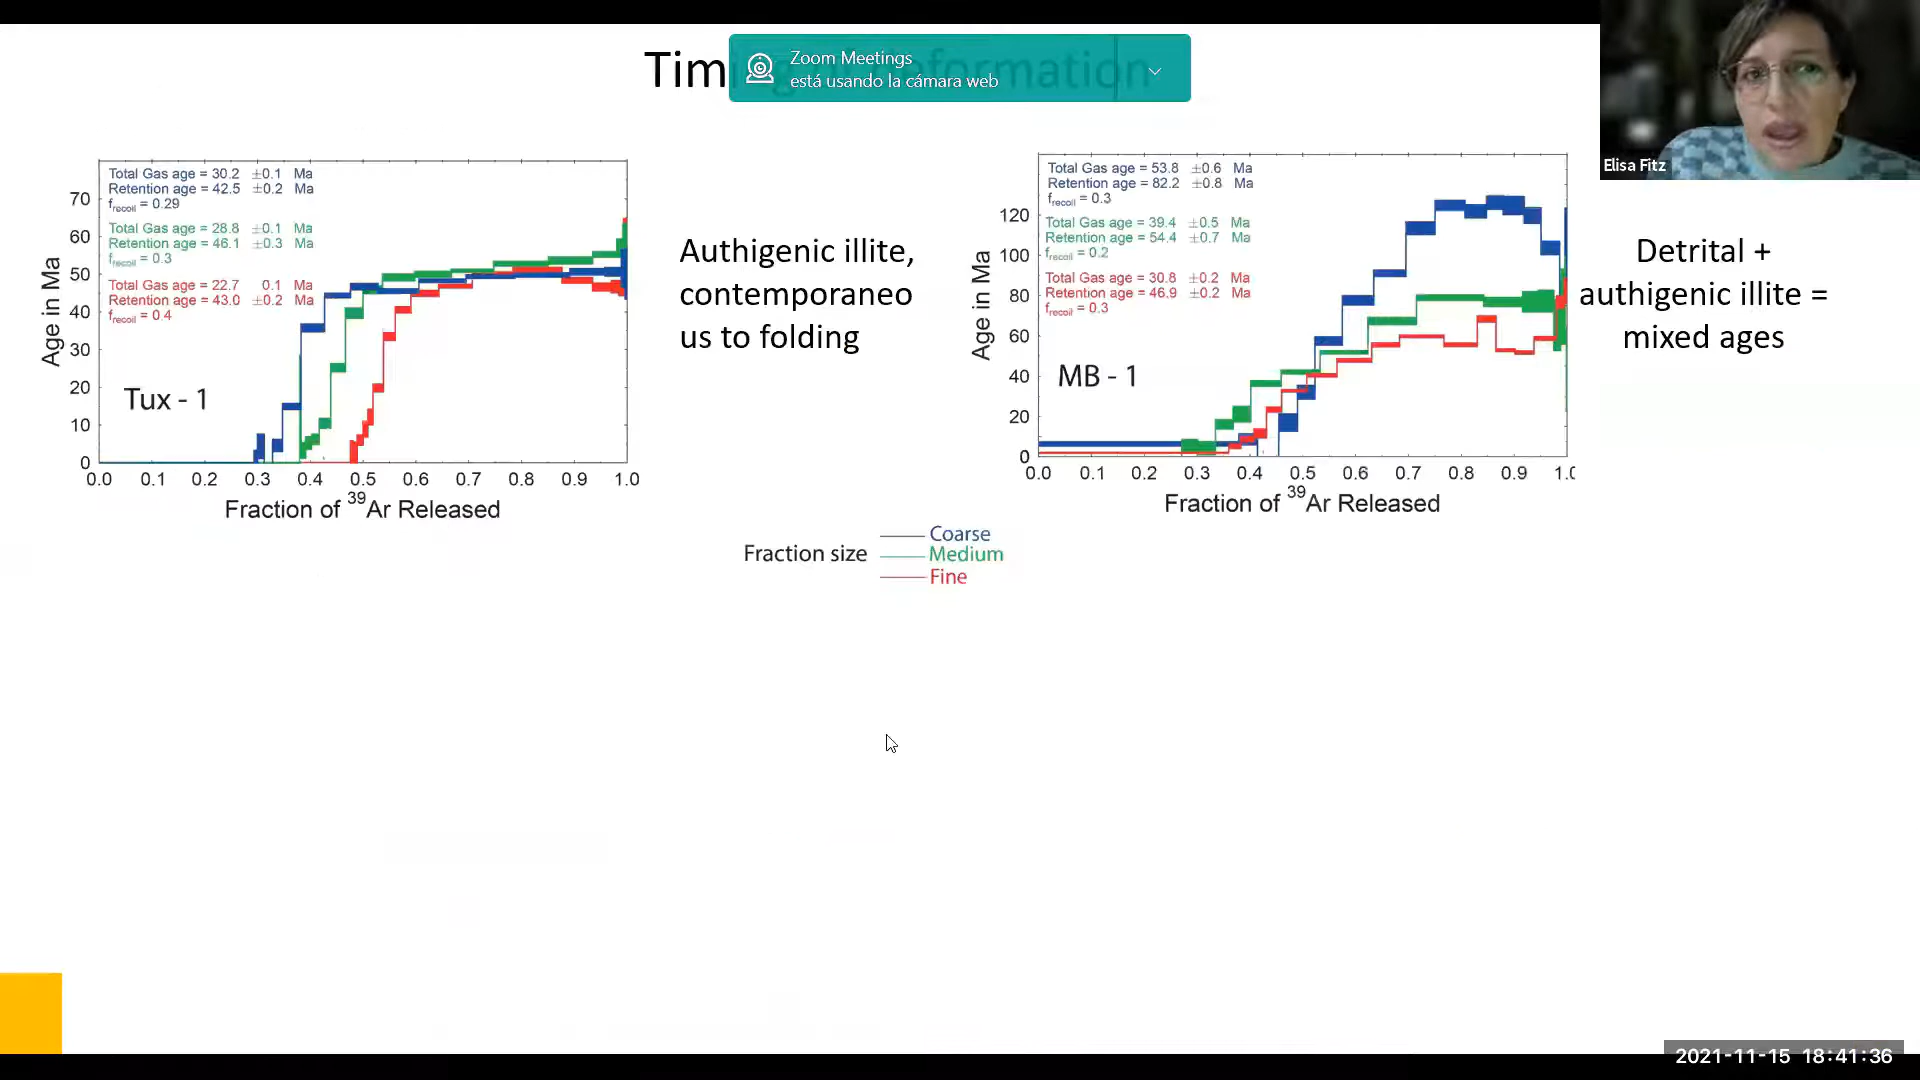 Timing of deformation
Zoom Meetings
está usando la cámara web
Elisa Fitz
Total Gas age = 30.2 ±0.1 Ma
Retention age = 42.5 ±0.2 Ma
frecoil = 0.29
Total Gas age = 28.8 ±0.1 Ma
Retention age = 46.1 ±0.3 Ma
frecoil = 0.3
Total Gas age = 22.7 0.1 Ma
Retention age = 43.0 ±0.2 Ma
frecoil = 0.4
Age in Ma
70
60
50
40
30
20
10
0
Tux - 1
0.0 0.1 0.2 0.3 0.4 0.5 0.6 0.7 0.8 0.9 1.0
Fraction of 39Ar Released
Authigenic illite,
contemporaneo
us to folding
Total Gas age = 53.8 ±0.6 Ma
Retention age = 82.2 ±0.8 Ma
frecoil = 0.3
Total Gas age = 39.4 ±0.5 Ma
Retention age = 54.4 ±0.7 Ma
frecoil = 0.2
Total Gas age = 30.8 ±0.2 Ma
Retention age = 46.9 ±0.2 Ma
frecoil = 0.3
Age in Ma
120
100
80
60
40
20
0
MB - 1
0.0 0.1 0.2 0.3 0.4 0.5 0.6 0.7 0.8 0.9 1.0
Fraction of 39Ar Released
Detrital +
authigenic illite =
mixed ages
Fraction size
Coarse
Medium
Fine
2021-11-15 18:41:36